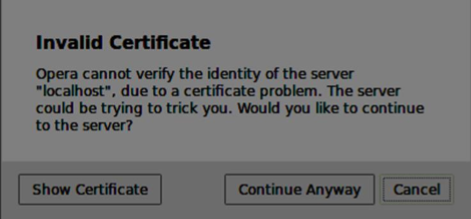 Invalid Certificate
Opera cannot verify the identity of the server
"localhost", due to a certificate problem. The server
could be trying to trick you. Would you like to continue
to the server?
Show Certificate
Continue Anyway
Cancel